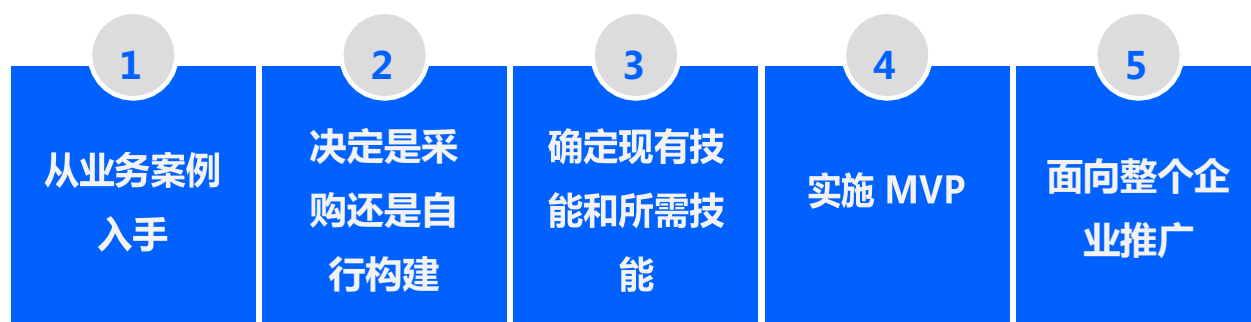 1
从业务案例
入手
2
决定是采
购还是自
行构建
3
确定现有技
能和所需技
能
4
实施 MVP
5
面向整个企
业推广